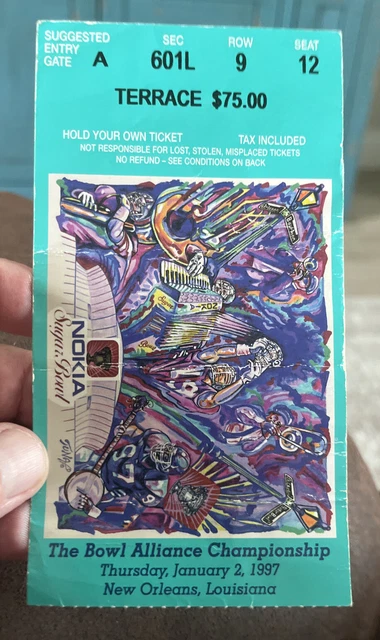 SUGGESTED
ENTRY
GATE A
SEC
601L
ROW
9
SEAT
12
TERRACE $75.00
HOLD YOUR OWN TICKET TAX INCLUDED
NOT RESPONSIBLE FOR LOST, STOLEN, MISPLACED TICKETS
NO REFUND – SEE CONDITIONS ON BACK
NOKIA
Sugar Bowl
The Bowl Alliance Championship
Thursday, January 2, 1997
New Orleans, Louisiana